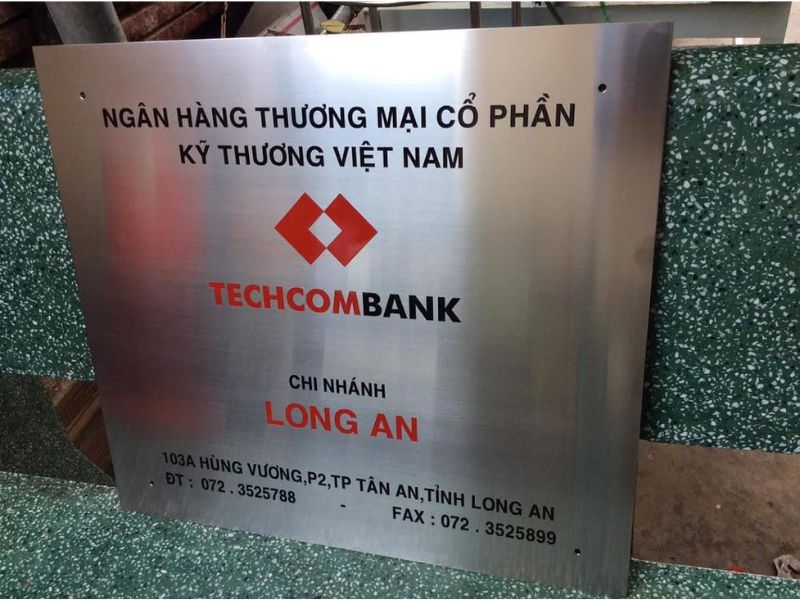 NGÂN HÀNG THƯƠNG MẠI CỔ PHẦN
KỸ THƯƠNG VIỆT NAM
TECHCOMBANK
CHI NHÁNH
LONG AN
103A HÙNG VƯƠNG,P2,TP TÂN AN,TỈNH LONG AN
ĐT : 072 . 3525788 - FAX : 072 . 3525899